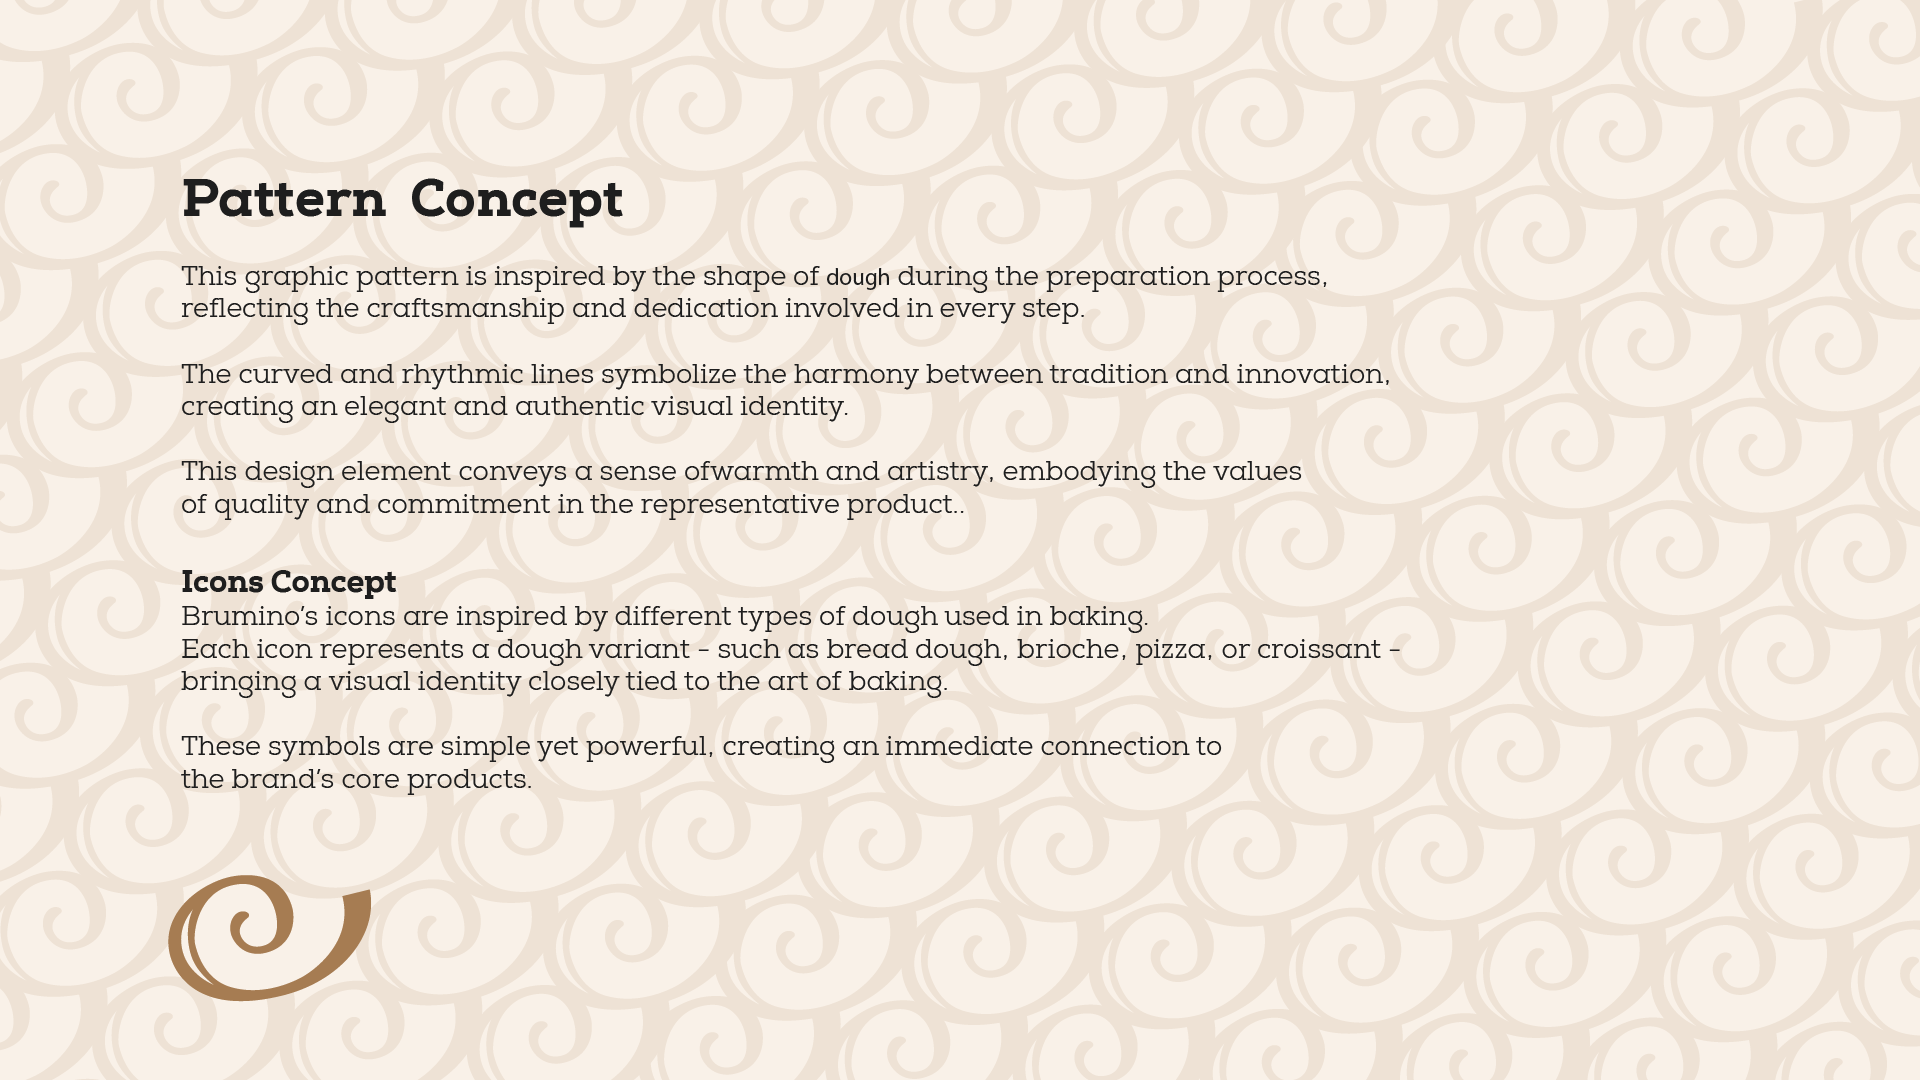 Pattern Concept
This graphic pattern is inspired by the shape of dough during the preparation process,
reflecting the craftsmanship and dedication involved in every step.
The curved and rhythmic lines symbolize the harmony between tradition and innovation,
creating an elegant and authentic visual identity.
This design element conveys a sense ofwarmth and artistry, embodying the values
of quality and commitment in the representative product..
Icons Concept
Brumino’s icons are inspired by different types of dough used in baking.
Each icon represents a dough variant - such as bread dough, brioche, pizza, or croissant -
bringing a visual identity closely tied to the art of baking.
These symbols are simple yet powerful, creating an immediate connection to
the brand’s core products.